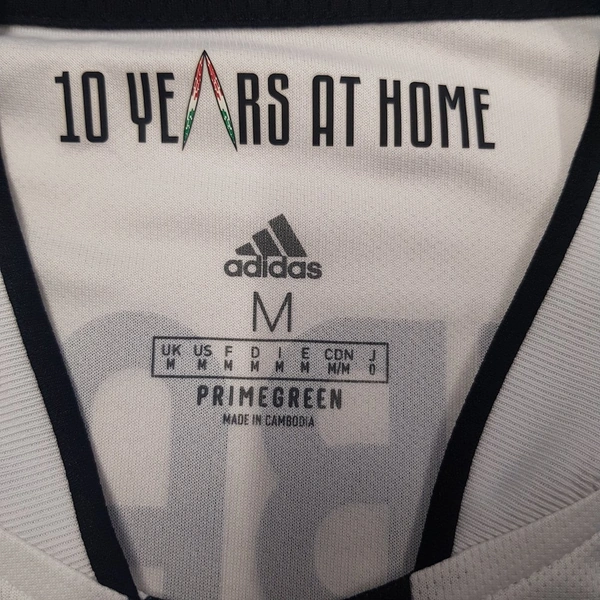 10 YEARS AT HOME
adidas
M
UK US F D I E CDN J
M M M M M M M/M O
PRIMEGREEN
MADE IN CAMBODIA